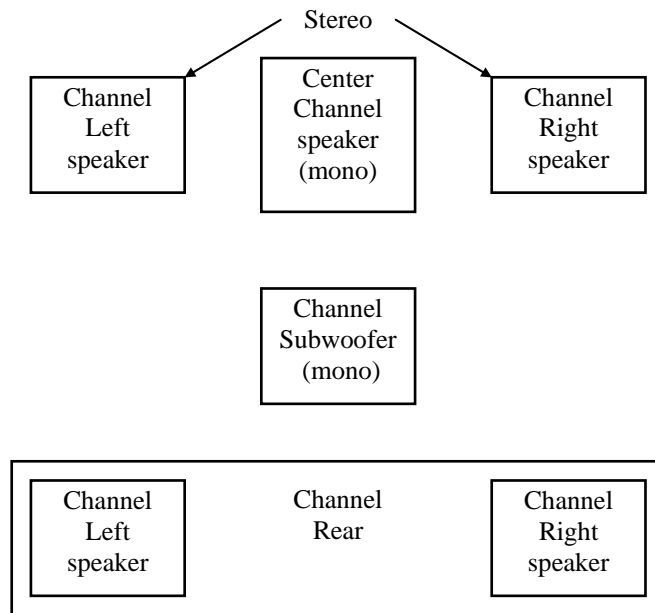 Stereo
Channel
Left
speaker
Center
Channel
speaker
(mono)
Channel
Right
speaker
Channel
Subwoofer
(mono)
Channel
Left
speaker
Channel
Rear
Channel
Right
speaker